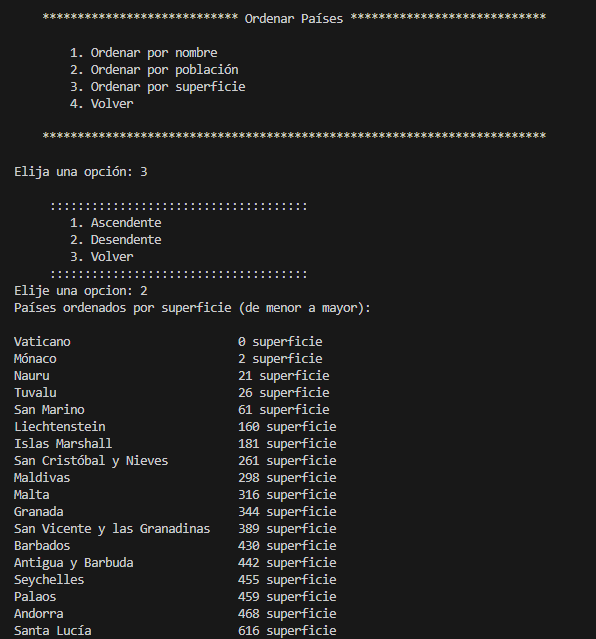 **************************** Ordenar Países ****************************
1. Ordenar por nombre
2. Ordenar por población
3. Ordenar por superficie
4. Volver
************************************************************************
Elija una opción: 3
:::::::::::::::::::::::::::::::::::::
1. Ascendente
2. Desendente
3. Volver
:::::::::::::::::::::::::::::::::::::
Elije una opcion: 2
Países ordenados por superficie (de menor a mayor):
Vaticano 0 superficie
Mónaco 2 superficie
Nauru 21 superficie
Tuvalu 26 superficie
San Marino 61 superficie
Liechtenstein 160 superficie
Islas Marshall 181 superficie
San Cristóbal y Nieves 261 superficie
Maldivas 298 superficie
Malta 316 superficie
Granada 344 superficie
San Vicente y las Granadinas 389 superficie
Barbados 430 superficie
Antigua y Barbuda 442 superficie
Seychelles 455 superficie
Palaos 459 superficie
Andorra 468 superficie
Santa Lucía 616 superficie